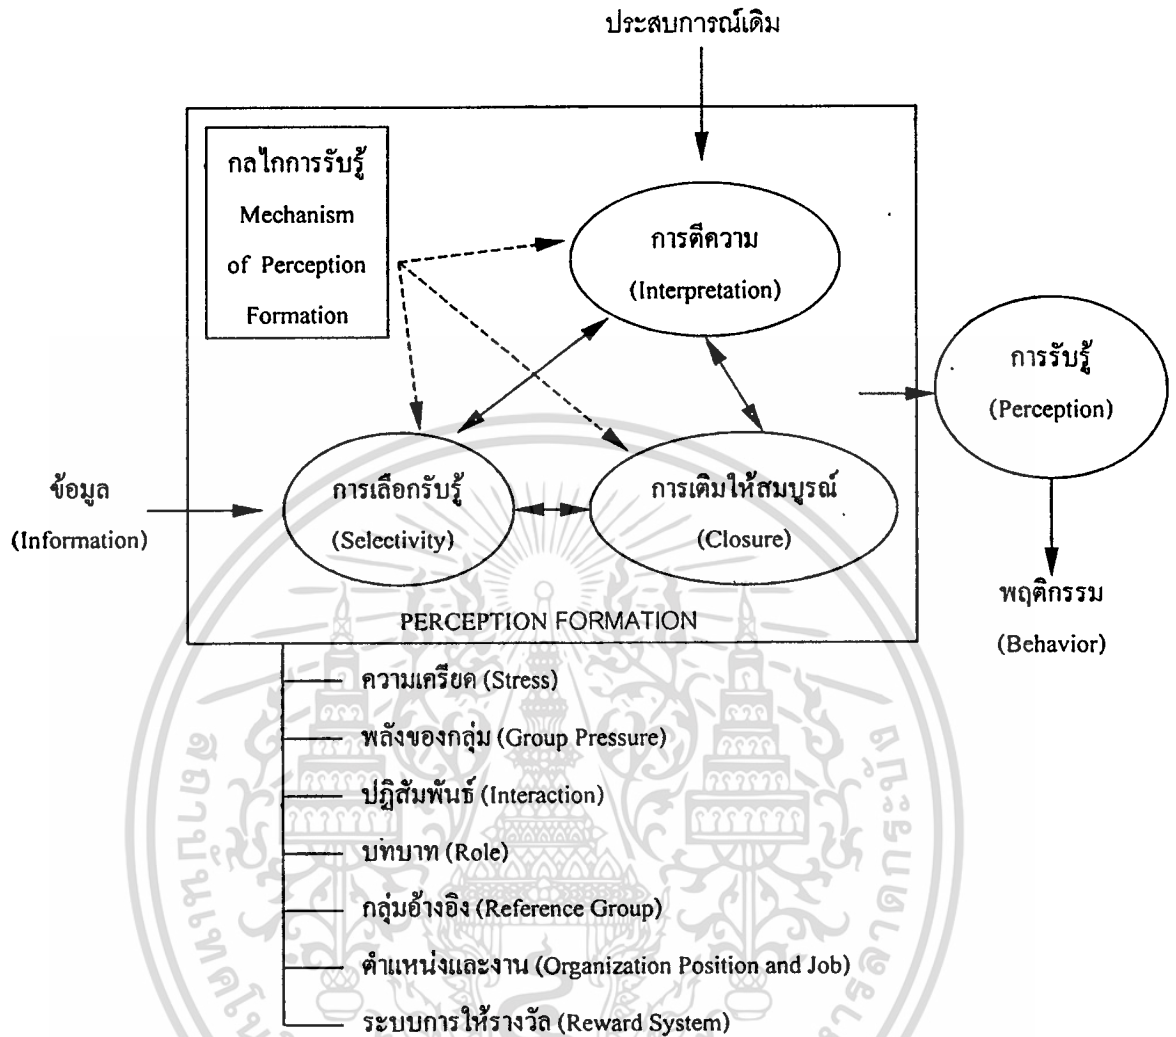 ประสบการณ์เดิม
กลไกการรับรู้
Mechanism
of Perception
Formation
การตีความ
(Interpretation)
การรับรู้
(Perception)
ข้อมูล
(Information)
การเลือกรับรู้
(Selectivity)
การเติมให้สมบูรณ์
(Closure)
พฤติกรรม
(Behavior)
PERCEPTION FORMATION
ความเครียด (Stress)
พลังของกลุ่ม (Group Pressure)
ปฏิสัมพันธ์ (Interaction)
บทบาท (Role)
กลุ่มอ้างอิง (Reference Group)
ตำแหน่งและงาน (Organization Position and Job)
ระบบการให้รางวัล (Reward System)